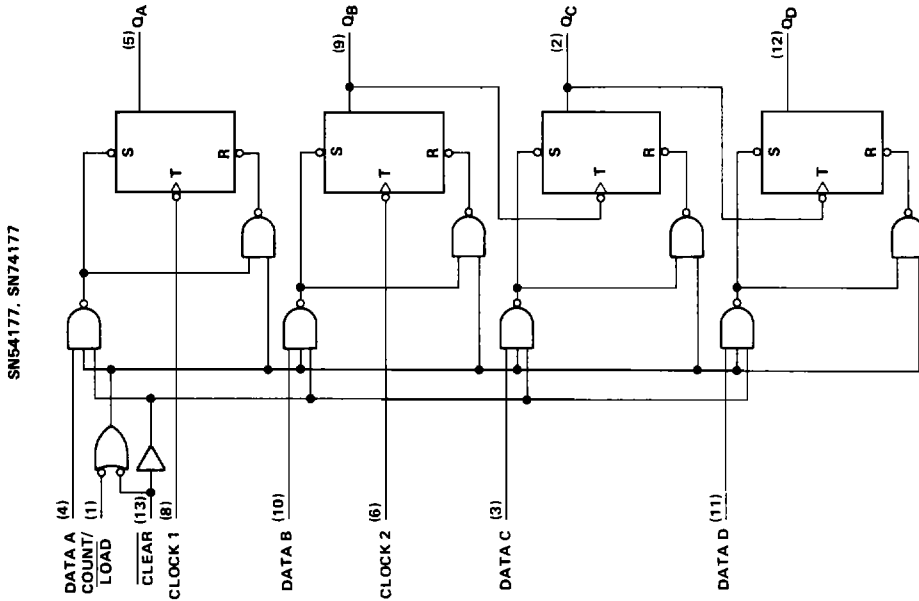 SN54177, SN74177
DATA A (4)
COUNT/
LOAD (1)
CLEAR (13)
CLOCK 1 (8)
S
T
R
(5) QA
DATA B (10)
CLOCK 2 (6)
S
T
R
(9) QB
DATA C (3)
S
T
R
(2) QC
DATA D (11)
S
T
R
(12) QD